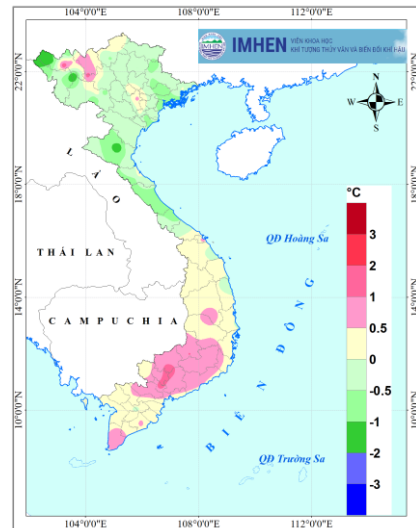 104°0'0"E 108°0'0"E 112°0'0"E
IMHEN
VIỆN KHOA HỌC
KHÍ TƯỢNG THỦY VĂN VÀ BIẾN ĐỔI KHÍ HẬU
22°0'0"N
N
W E
S
L À O
18°0'0"N
°C
3
2
1
0.5
0
-0.5
-1
-2
-3
QĐ Hoàng Sa
THÁI LAN
14°0'0"N
CAMPUCHIA
BIỂN ĐÔNG
10°0'0"N
QĐ Trường Sa
104°0'0"E 108°0'0"E 112°0'0"E